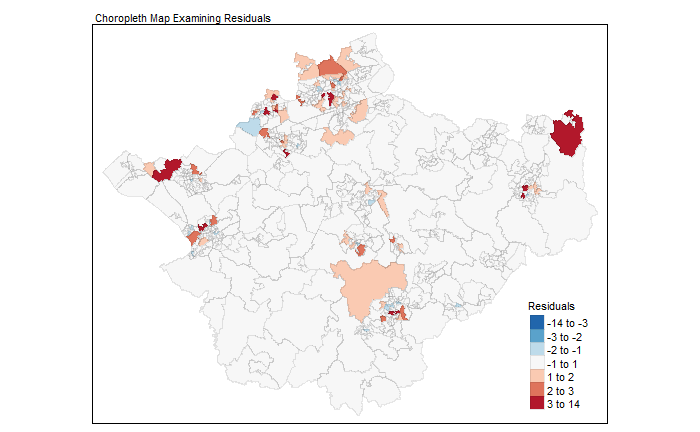 Choropleth Map Examining Residuals
Residuals
-14 to -3
-3 to -2
-2 to -1
-1 to 1
1 to 2
2 to 3
3 to 14